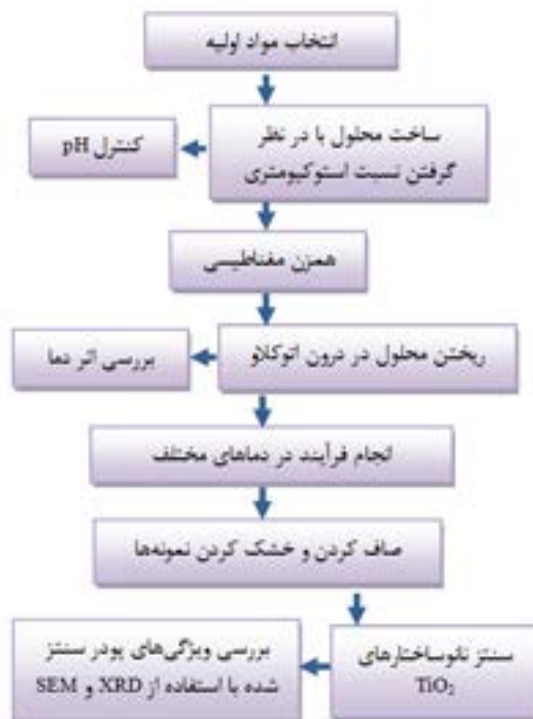 انتخاب مواد اولیه
ساخت محلول با در نظر
گرفتن نسبت استوکیومتری
کنترل pH
همزن مغناطیسی
ریختن محلول در درون اتوکلاو
بررسی اثر دما
انجام فرآیند در دماهای مختلف
صاف کردن و خشک کردن نمونه‌ها
سنتز نانوساختارهای
TiO₂
بررسی ویژگی‌های پودر سنتز
شده با استفاده از XRD و SEM